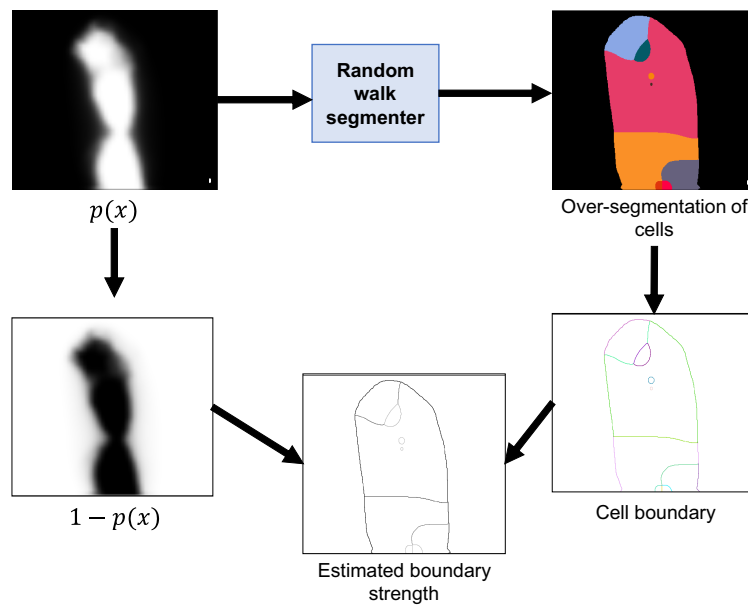 Random
walk
segmenter
p(x)
Over-segmentation of
cells
1 − p(x)
Cell boundary
Estimated boundary
strength